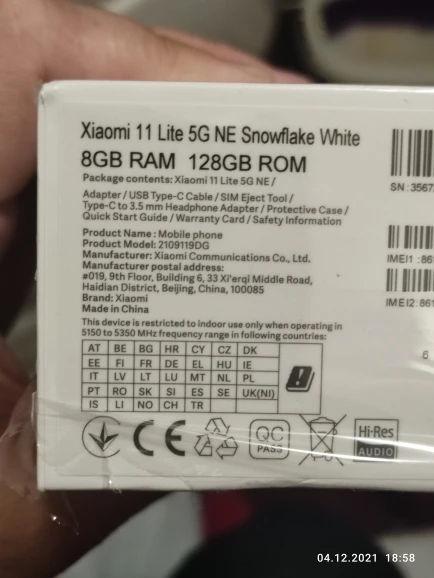 Xiaomi 11 Lite 5G NE Snowflake White
8GB RAM 128GB ROM
Package contents: Xiaomi 11 Lite 5G NE /
Adapter / USB Type-C Cable / SIM Eject Tool /
Type-C to 3.5 mm Headphone Adapter / Protective Case /
Quick Start Guide / Warranty Card / Safety Information
Product Name: Mobile phone
Product Model: 2109119DG
Manufacturer: Xiaomi Communications Co., Ltd.
Manufacturer postal address:
#019, 9th Floor, Building 6, 33 Xi'erqi Middle Road,
Haidian District, Beijing, China, 100085
Brand: Xiaomi
Made in China
This device is restricted to indoor use only when operating in
5150 to 5350 MHz frequency range in following countries:
AT BE BG HR CY CZ DK
EE FI FR DE EL HU IE
IT LV LT LU MT NL PL
PT RO SK SI ES SE UK(NI)
IS LI NO CH TR
CE
QC
PASS
Hi-Res
AUDIO
SN: 3567
IMEI1 :861
IMEI2:861
6
04.12.2021 18:58